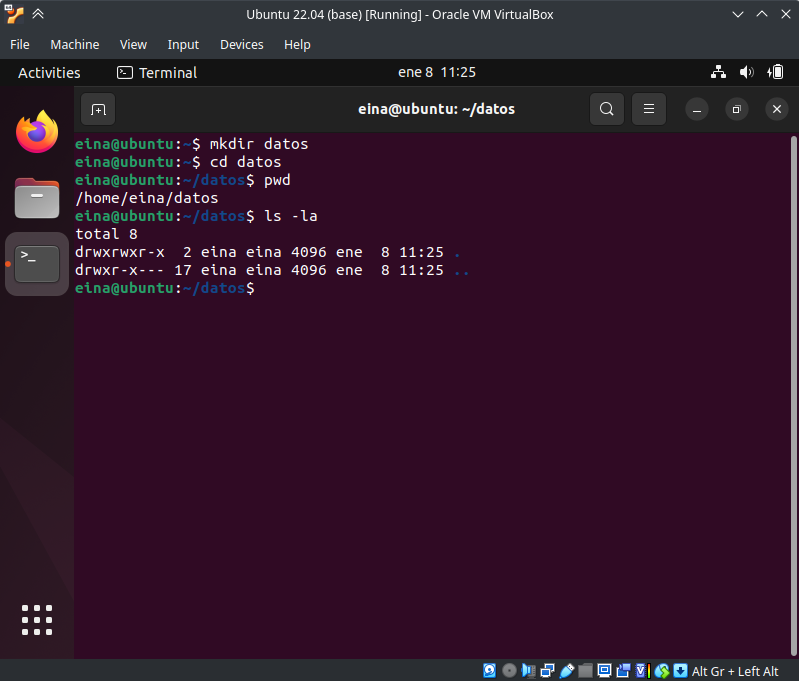 Ubuntu 22.04 (base) [Running] - Oracle VM VirtualBox
File Machine View Input Devices Help
Activities Terminal ene 8 11:25
eina@ubuntu: ~/datos
eina@ubuntu:~$ mkdir datos
eina@ubuntu:~$ cd datos
eina@ubuntu:~/datos$ pwd
/home/eina/datos
eina@ubuntu:~/datos$ ls -la
total 8
drwxrwxr-x  2 eina eina 4096 ene  8 11:25 .
drwxr-x--- 17 eina eina 4096 ene  8 11:25 ..
eina@ubuntu:~/datos$
Alt Gr + Left Alt